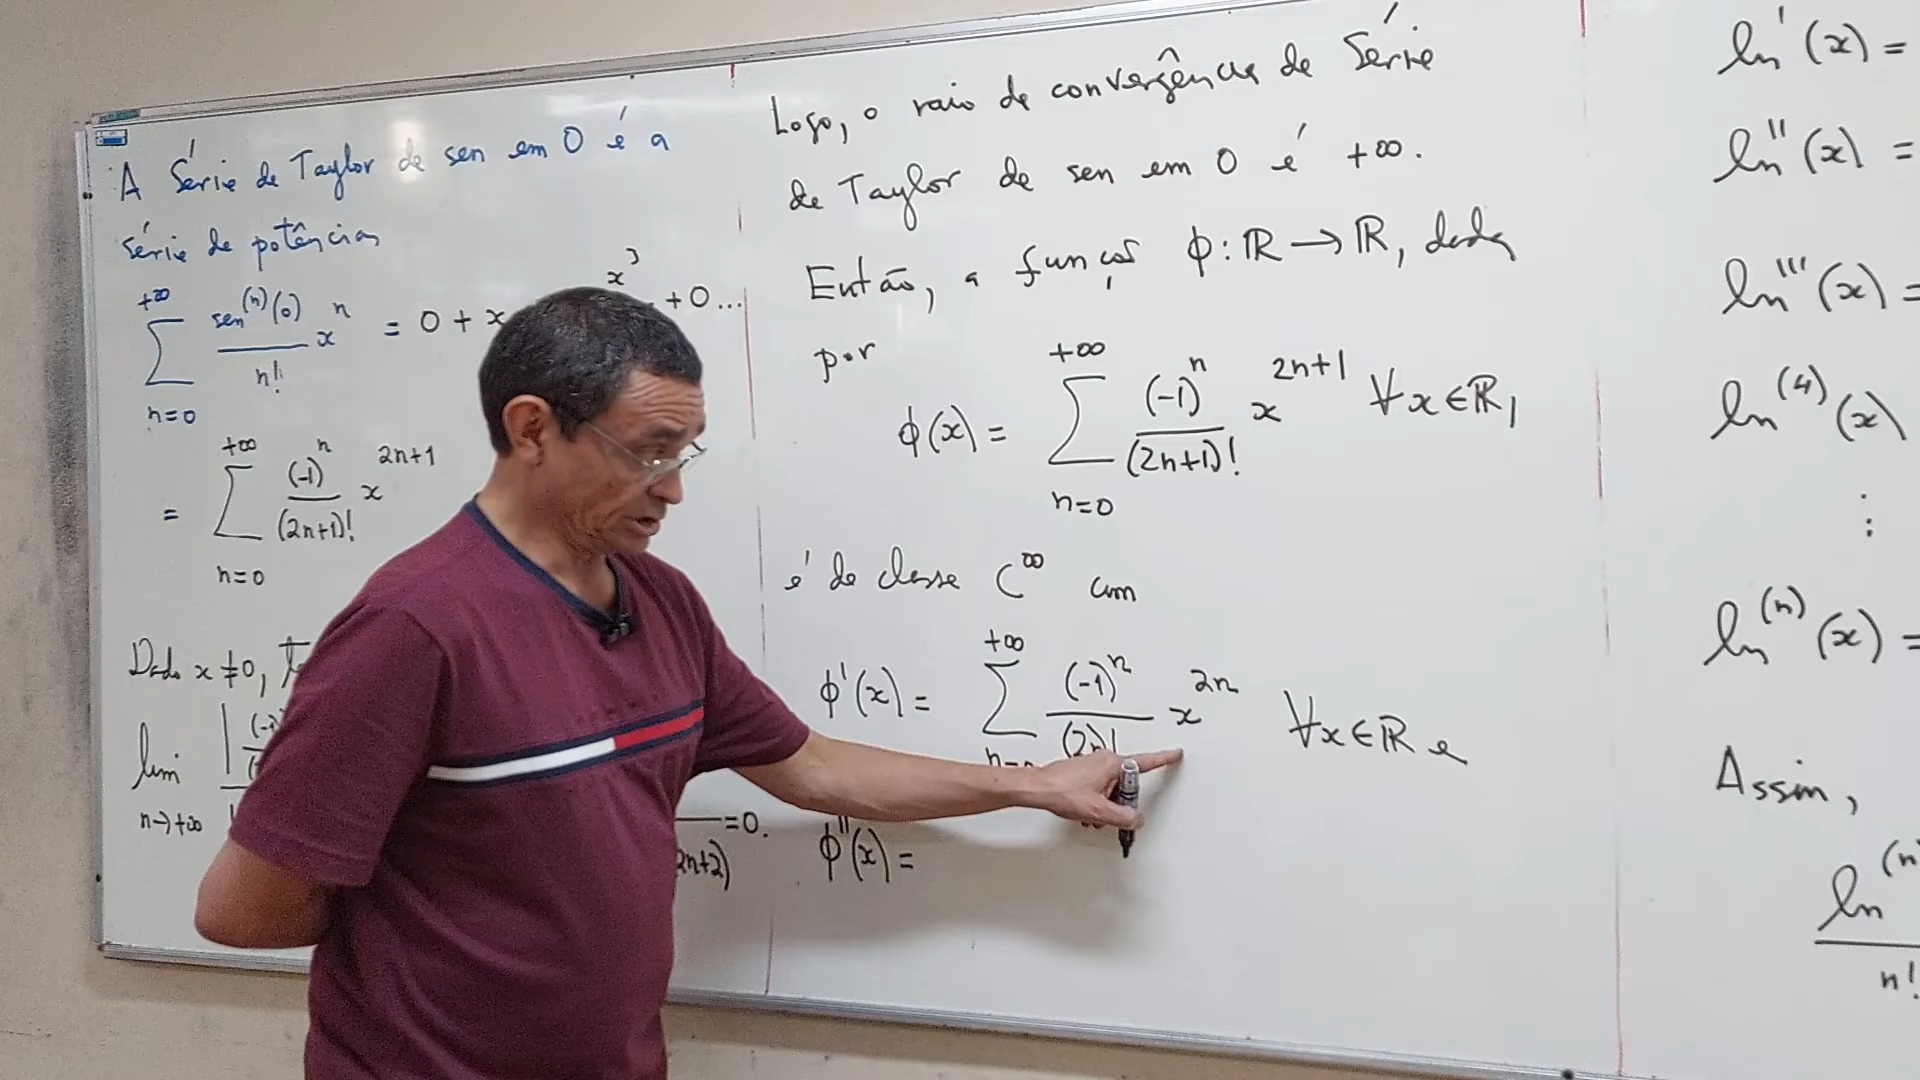 A Série de Taylor de sen em 0 é a
série de potências
+∞
∑ sen⁽ⁿ⁾(0)/n! xⁿ = 0 + x x³ + 0 ...
n=0
+∞
= ∑ (-1)ⁿ/(2n+1)! x²ⁿ⁺¹
n=0
Dado x ≠ 0,
lim
n→+∞
= 0.
2n+2)
Logo, o raio de convergência da Série
de Taylor de sen em 0 é +∞.
Então, a função ϕ: ℝ → ℝ, dada
por
+∞
ϕ(x) = ∑ (-1)ⁿ/(2n+1)! x²ⁿ⁺¹ ∀x∈ℝ,
n=0
é de classe C^∞ com
+∞
ϕ'(x) = ∑ (-1)ⁿ/(2n)! x²ⁿ ∀x∈ℝ e
ϕ''(x) =
ln'(x) =
ln''(x) =
ln'''(x) =
ln⁽⁴⁾(x)
⋮
ln⁽ⁿ⁾(x) =
Assim,
ln⁽ⁿ
n!